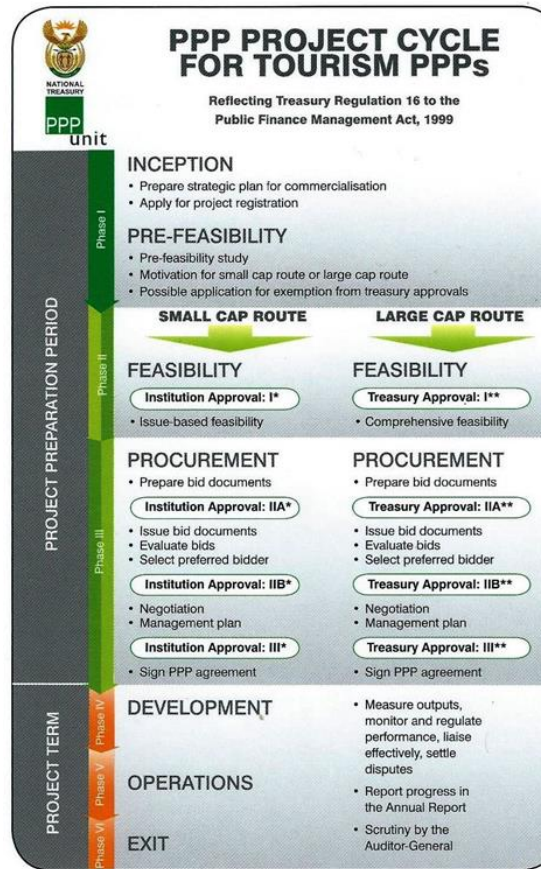 NATIONAL
TREASURY
PPP
unit
PPP PROJECT CYCLE
FOR TOURISM PPPs
Reflecting Treasury Regulation 16 to the
Public Finance Management Act, 1999
PROJECT PREPARATION PERIOD
Phase I
INCEPTION
• Prepare strategic plan for commercialisation
• Apply for project registration
PRE-FEASIBILITY
• Pre-feasibility study
• Motivation for small cap route or large cap route
• Possible application for exemption from treasury approvals
Phase II
SMALL CAP ROUTE
FEASIBILITY
Institution Approval: I*
• Issue-based feasibility
LARGE CAP ROUTE
FEASIBILITY
Treasury Approval: I**
• Comprehensive feasibility
Phase III
PROCUREMENT
• Prepare bid documents
Institution Approval: IIA*
• Issue bid documents
• Evaluate bids
• Select preferred bidder
Institution Approval: IIB*
• Negotiation
• Management plan
Institution Approval: III*
• Sign PPP agreement
PROCUREMENT
• Prepare bid documents
Treasury Approval: IIA**
• Issue bid documents
• Evaluate bids
• Select preferred bidder
Treasury Approval: IIB**
• Negotiation
• Management plan
Treasury Approval: III**
• Sign PPP agreement
PROJECT TERM
Phase IV
DEVELOPMENT
Phase V
OPERATIONS
Phase VI
EXIT
• Measure outputs,
monitor and regulate
performance, liaise
effectively, settle
disputes
• Report progress in
the Annual Report
• Scrutiny by the
Auditor-General